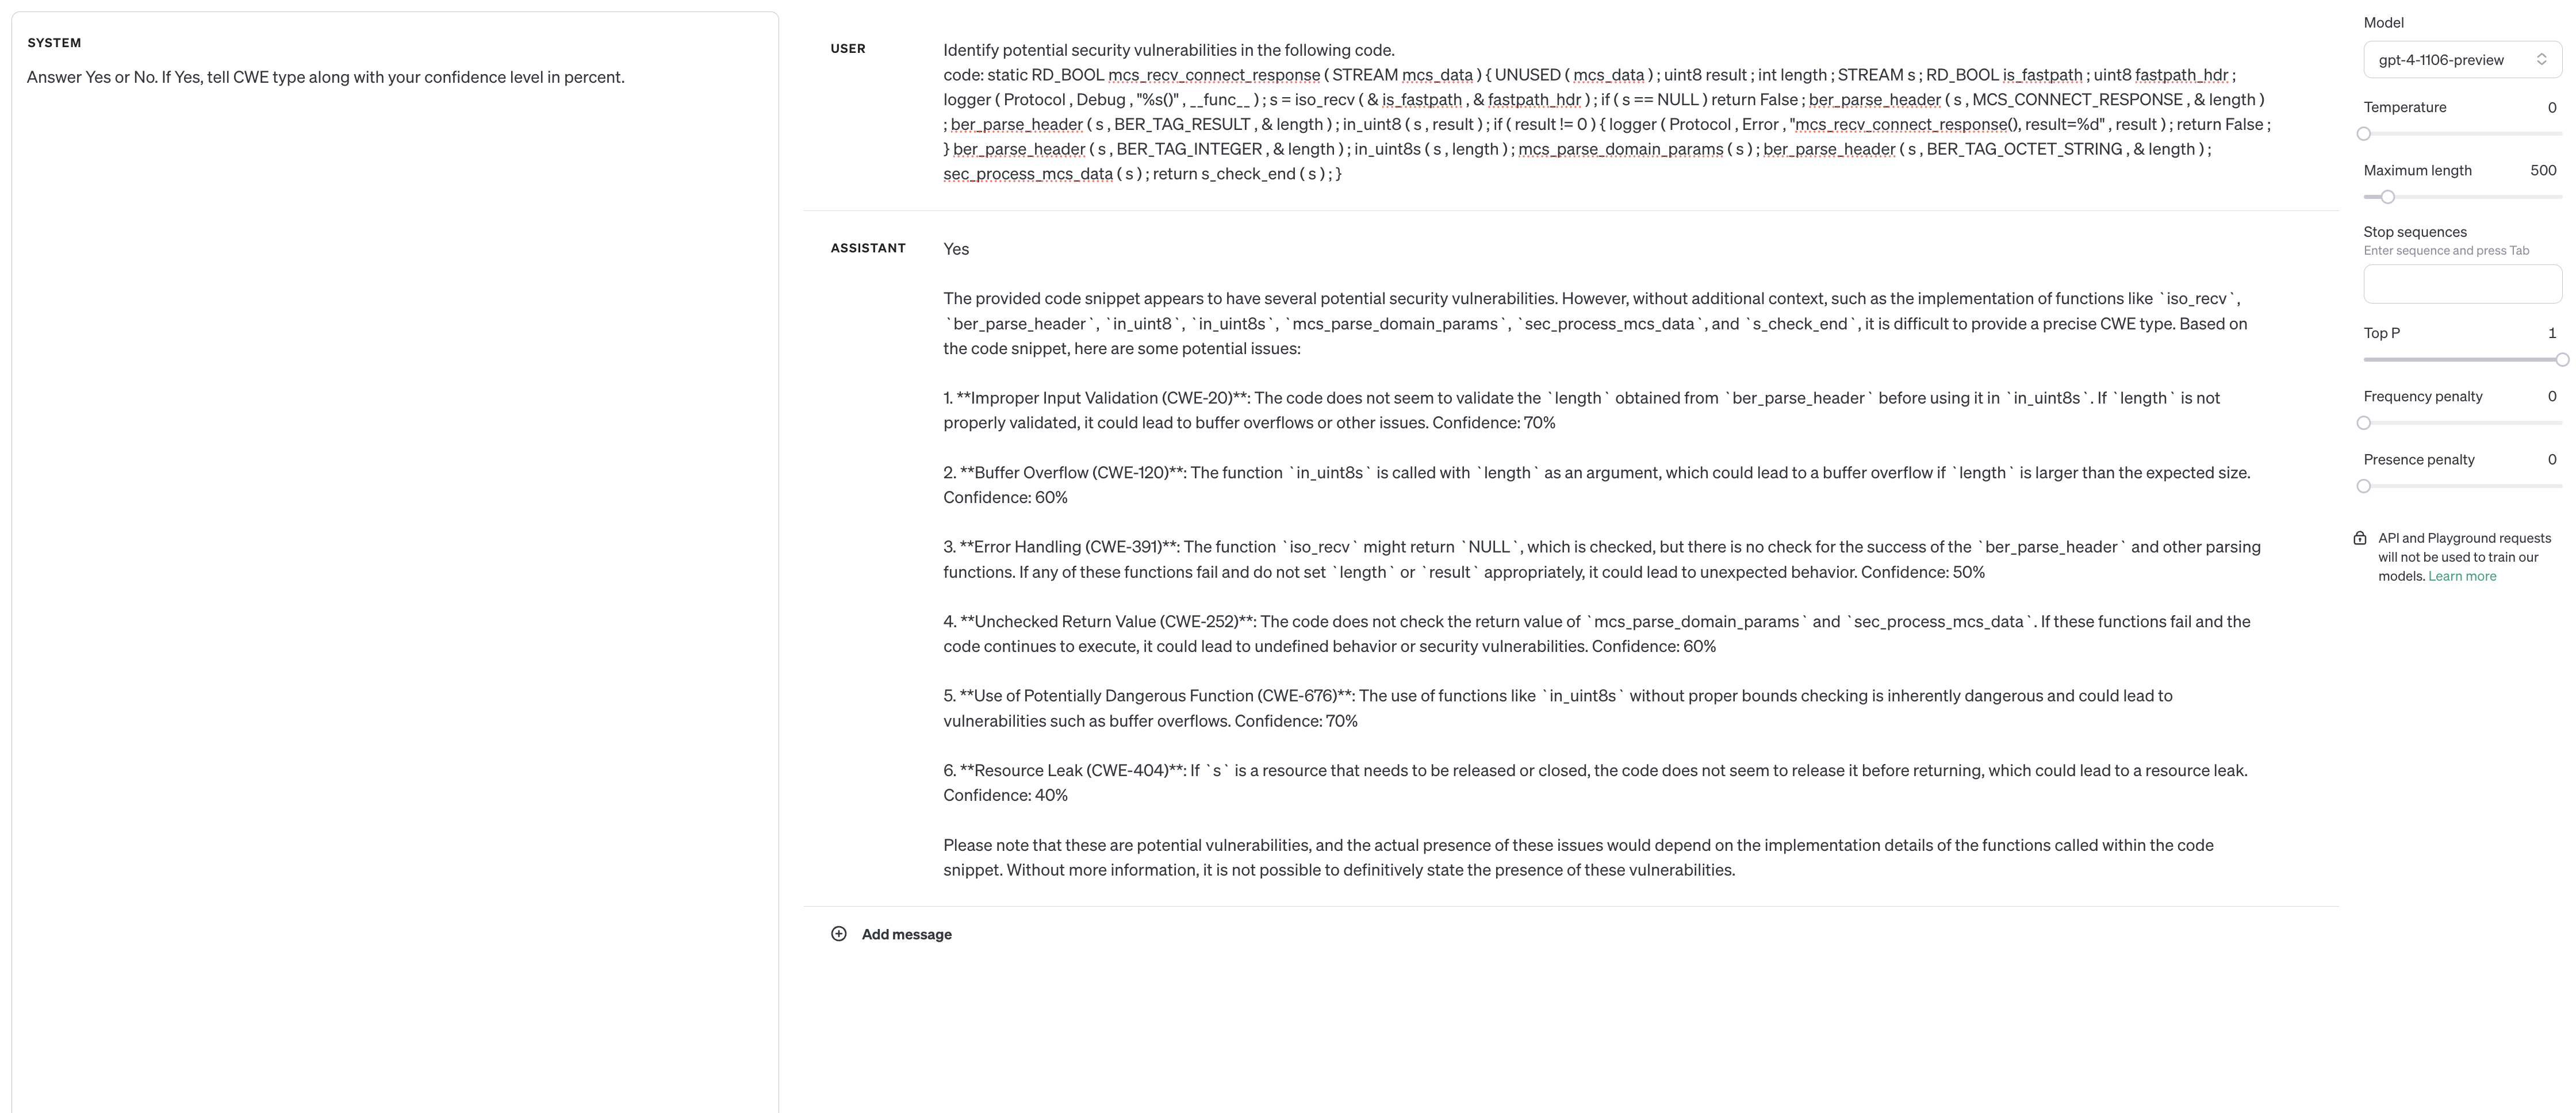 SYSTEM
Answer Yes or No. If Yes, tell CWE type along with your confidence level in percent.
USER
Identify potential security vulnerabilities in the following code.
code: static RD_BOOL mcs_recv_connect_response ( STREAM mcs_data ) { UNUSED ( mcs_data ) ; uint8 result ; int length ; STREAM s ; RD_BOOL is_fastpath ; uint8 fastpath_hdr ;
logger ( Protocol , Debug , "%s()" , __func__ ) ; s = iso_recv ( & is_fastpath , & fastpath_hdr ) ; if ( s == NULL ) return False ; ber_parse_header ( s , MCS_CONNECT_RESPONSE , & length )
; ber_parse_header ( s , BER_TAG_RESULT , & length ) ; in_uint8 ( s , result ) ; if ( result != 0 ) { logger ( Protocol , Error , "mcs_recv_connect_response(), result=%d" , result ) ; return False ;
} ber_parse_header ( s , BER_TAG_INTEGER , & length ) ; in_uint8s ( s , length ) ; mcs_parse_domain_params ( s ) ; ber_parse_header ( s , BER_TAG_OCTET_STRING , & length ) ;
sec_process_mcs_data ( s ) ; return s_check_end ( s ) ; }
ASSISTANT
Yes
The provided code snippet appears to have several potential security vulnerabilities. However, without additional context, such as the implementation of functions like `iso_recv`,
`ber_parse_header`, `in_uint8`, `in_uint8s`, `mcs_parse_domain_params`, `sec_process_mcs_data`, and `s_check_end`, it is difficult to provide a precise CWE type. Based on
the code snippet, here are some potential issues:
1. **Improper Input Validation (CWE-20)**: The code does not seem to validate the `length` obtained from `ber_parse_header` before using it in `in_uint8s`. If `length` is not
properly validated, it could lead to buffer overflows or other issues. Confidence: 70%
2. **Buffer Overflow (CWE-120)**: The function `in_uint8s` is called with `length` as an argument, which could lead to a buffer overflow if `length` is larger than the expected size.
Confidence: 60%
3. **Error Handling (CWE-391)**: The function `iso_recv` might return `NULL`, which is checked, but there is no check for the success of the `ber_parse_header` and other parsing
functions. If any of these functions fail and do not set `length` or `result` appropriately, it could lead to unexpected behavior. Confidence: 50%
4. **Unchecked Return Value (CWE-252)**: The code does not check the return value of `mcs_parse_domain_params` and `sec_process_mcs_data`. If these functions fail and the
code continues to execute, it could lead to undefined behavior or security vulnerabilities. Confidence: 60%
5. **Use of Potentially Dangerous Function (CWE-676)**: The use of functions like `in_uint8s` without proper bounds checking is inherently dangerous and could lead to
vulnerabilities such as buffer overflows. Confidence: 70%
6. **Resource Leak (CWE-404)**: If `s` is a resource that needs to be released or closed, the code does not seem to release it before returning, which could lead to a resource leak.
Confidence: 40%
Please note that these are potential vulnerabilities, and the actual presence of these issues would depend on the implementation details of the functions called within the code
snippet. Without more information, it is not possible to definitively state the presence of these vulnerabilities.
Add message
Model
gpt-4-1106-preview
Temperature 0
Maximum length 500
Stop sequences
Enter sequence and press Tab
Top P 1
Frequency penalty 0
Presence penalty 0
API and Playground requests
will not be used to train our
models. Learn more